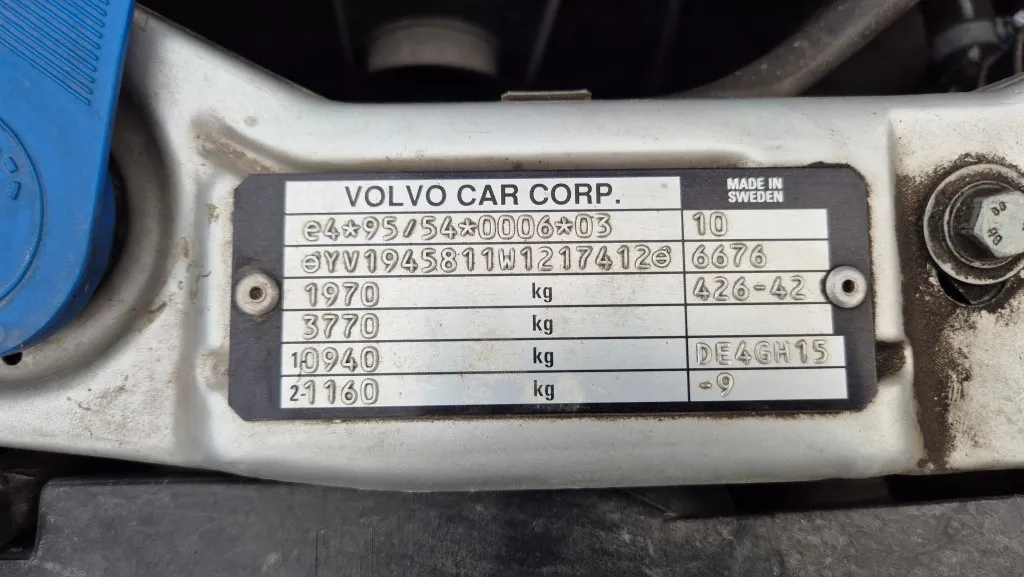 VOLVO CAR CORP. MADE IN SWEDEN
e4*95/54*0006*03 10
YV1945811W1217412 6676
1970 kg 426-42
3770 kg
1-0940 kg DE4GH15
2-1160 kg -9